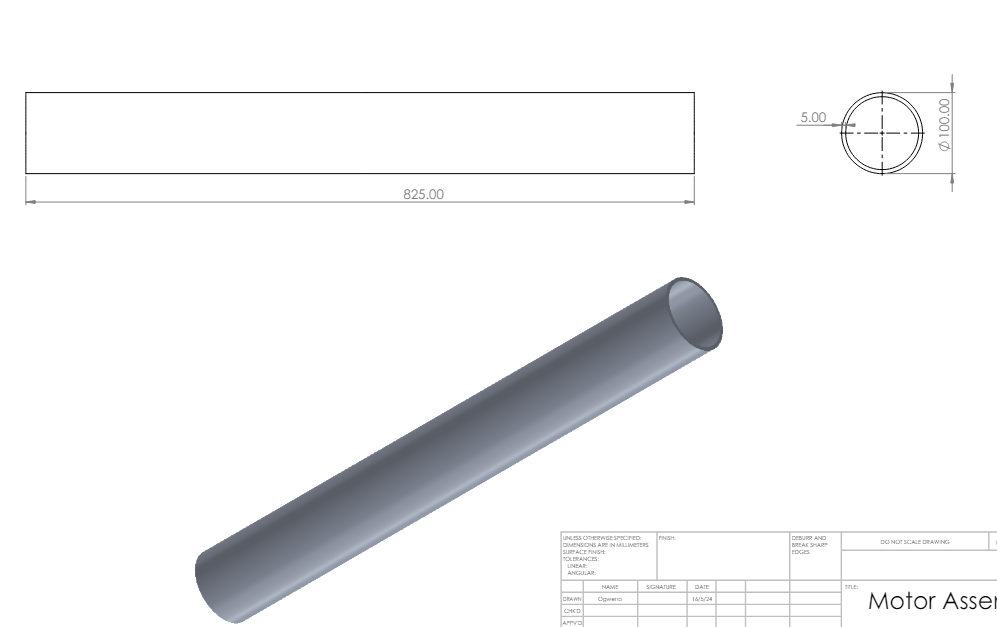 5.00
∅100.00
825.00
UNLESS OTHERWISE SPECIFIED:
DIMENSIONS ARE IN MILLIMETERS
SURFACE FINISH:
TOLERANCES:
LINEAR:
ANGULAR:
FINISH:
DEBURR AND
BREAK SHARP
EDGES
DO NOT SCALE DRAWING
NAME
SIGNATURE
DATE
TITLE:
DRAWN
Ogweno
16/5/24
CHK'D
APPV'D
Motor Asser